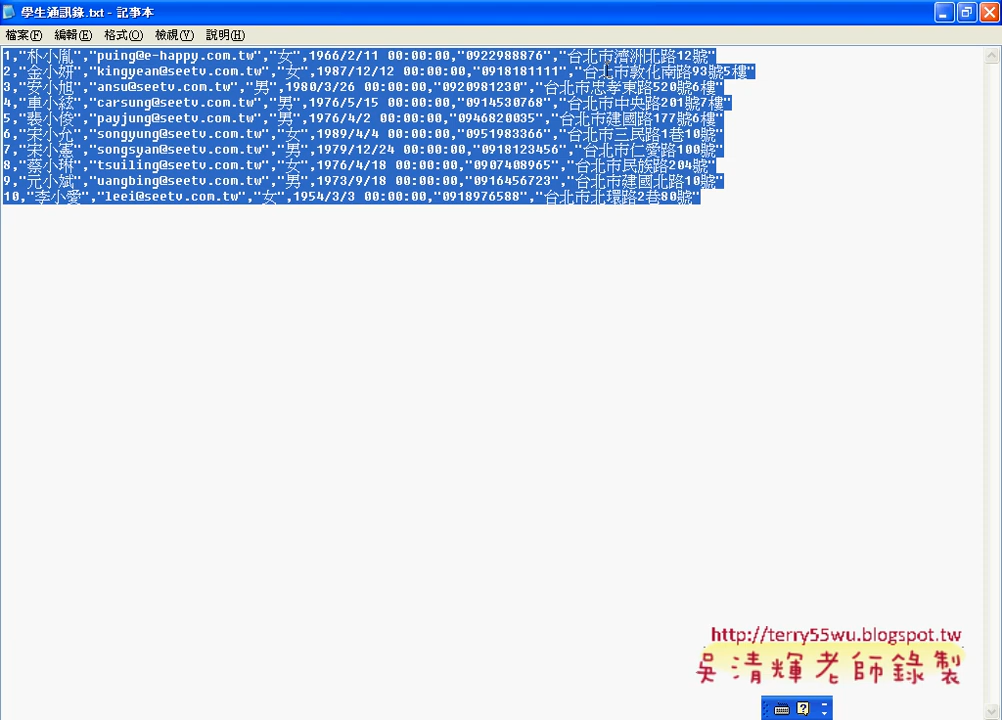 學生通訊錄.txt - 記事本
檔案(F) 編輯(E) 格式(O) 檢視(V) 說明(H)
1,"朴小胤","puing@e-happy.com.tw","女",1966/2/11 00:00:00,"0922988876","台北市濟洲北路12號"
2,"金小妍","kingyean@seetv.com.tw","女",1987/12/12 00:00:00,"0918181111","台北市敦化南路93號5樓"
3,"安小旭","ansu@seetv.com.tw","男",1980/3/26 00:00:00,"0920981230","台北市忠孝東路520號6樓"
4,"車小絃","carsung@seetv.com.tw","男",1976/5/15 00:00:00,"0914530768","台北市中央路201號7樓"
5,"裴小俊","payjung@seetv.com.tw","男",1976/4/2 00:00:00,"0946820035","台北市建國路177號6樓"
6,"宋小允","songyung@seetv.com.tw","女",1989/4/4 00:00:00,"0951983366","台北市三民路1巷10號"
7,"宋小憲","songsyan@seetv.com.tw","男",1979/12/24 00:00:00,"0918123456","台北市仁愛路100號"
8,"蔡小琳","tsuiling@seetv.com.tw","女",1976/4/18 00:00:00,"0907408965","台北市民族路204號"
9,"元小斌","uangbing@seetv.com.tw","男",1973/9/18 00:00:00,"0916456723","台北市建國北路10號"
10,"李小愛","leei@seetv.com.tw","女",1954/3/3 00:00:00,"0918976588","台北市北環路2巷80號"
http://terry55wu.blogspot.tw
吳清輝老師錄製